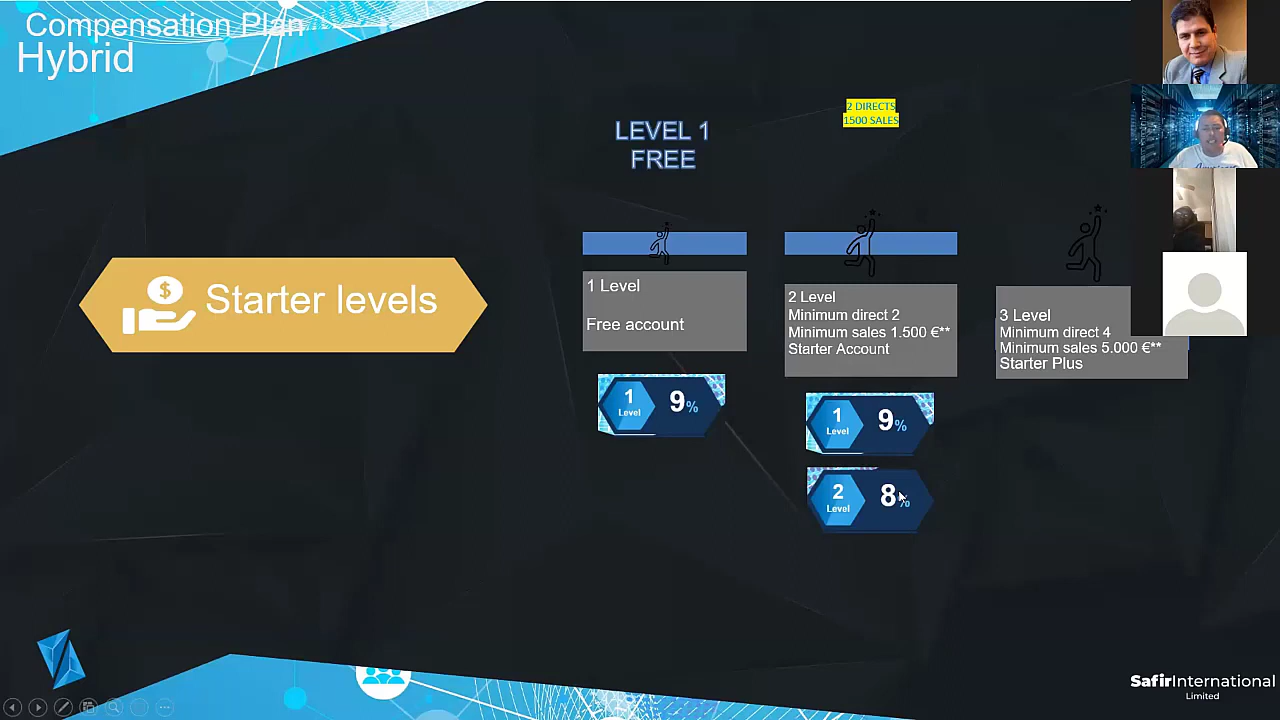 Compensation Plan
Hybrid
2 DIRECTS
1500 SALES
LEVEL 1
FREE
$
Starter levels
1 Level
Free account
2 Level
Minimum direct 2
Minimum sales 1.500 €**
Starter Account
3 Level
Minimum direct 4
Minimum sales 5.000 €**
Starter Plus
1
Level
9%
1
Level
9%
2
Level
8%
SafirInternational
Limited